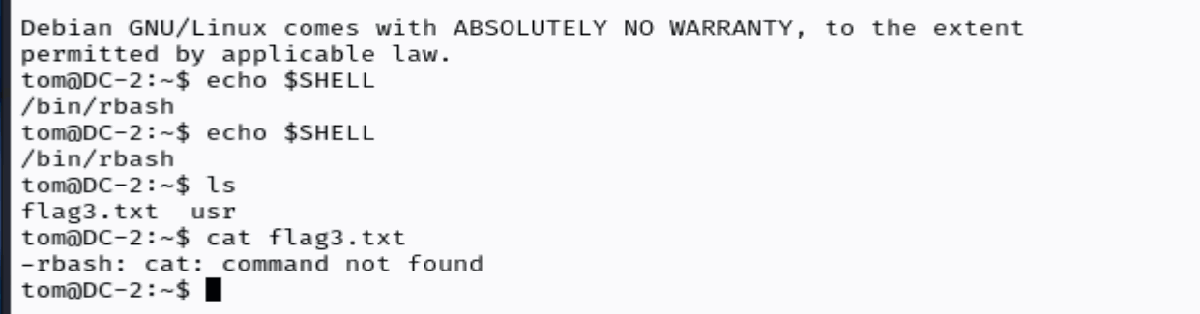 Debian GNU/Linux comes with ABSOLUTELY NO WARRANTY, to the extent
permitted by applicable law.
tom@DC-2:~$ echo $SHELL
/bin/rbash
tom@DC-2:~$ echo $SHELL
/bin/rbash
tom@DC-2:~$ ls
flag3.txt  usr
tom@DC-2:~$ cat flag3.txt
-rbash: cat: command not found
tom@DC-2:~$